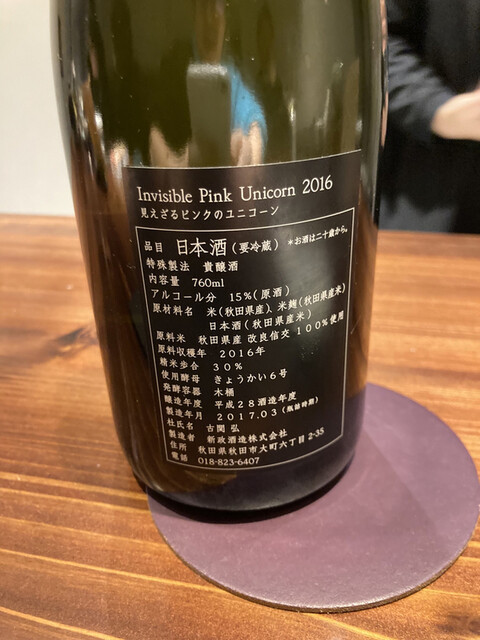 Invisible Pink Unicorn 2016
見えざるピンクのユニコーン
品目 日本酒(要冷蔵) *お酒は二十歳から。
特殊製法 貴醸酒
内容量 760ml
アルコール分 15%(原酒)
原材料名 米(秋田県産)、米麹(秋田県産米)
日本酒(秋田県産米)
原料米 秋田県産 改良信交 100%使用
原料収穫年 2016年
精米歩合 30%
使用酵母 きょうかい6号
発酵容器 木桶
醸造年度 平成28酒造年度
製造年月 2017.03(瓶詰時期)
杜氏名 古関 弘
製造者 新政酒造株式会社
住所 秋田県秋田市大町六丁目2-35
電話 018-823-6407